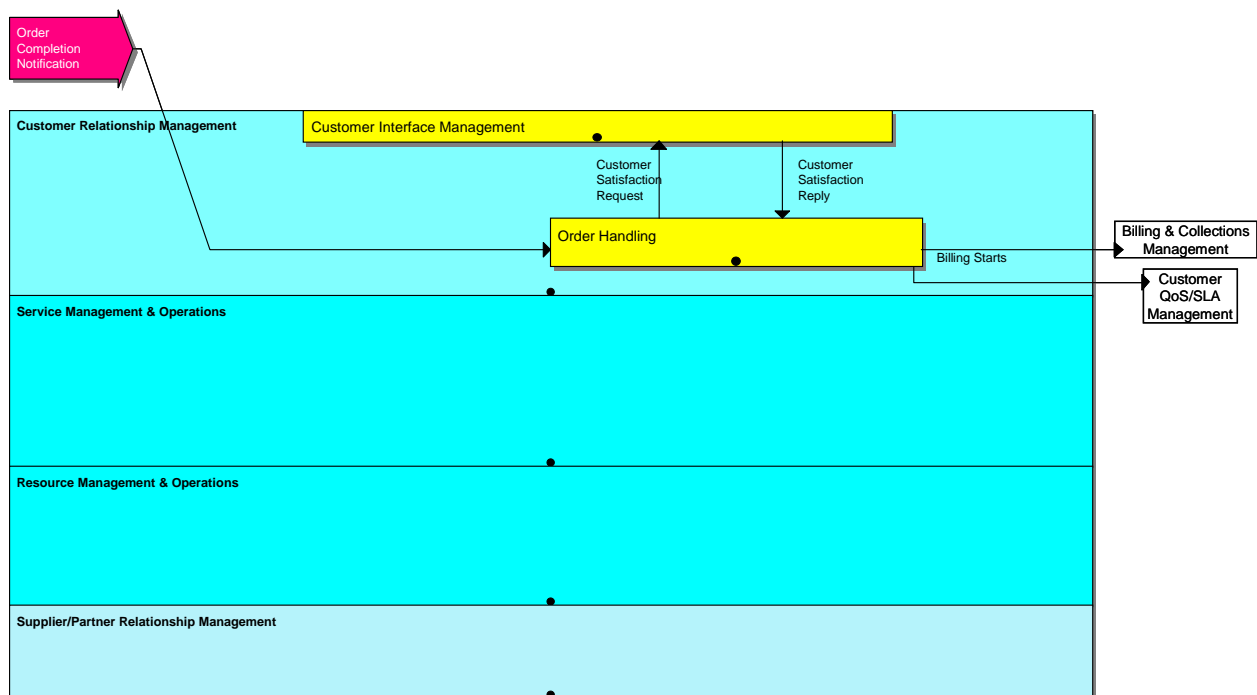 Order
Completion
Notification
Customer Relationship Management
Customer Interface Management
Customer
Satisfaction
Request
Customer
Satisfaction
Reply
Order Handling
Billing Starts
Billing & Collections
Management
Customer
QoS/SLA
Management
Service Management & Operations
Resource Management & Operations
Supplier/Partner Relationship Management